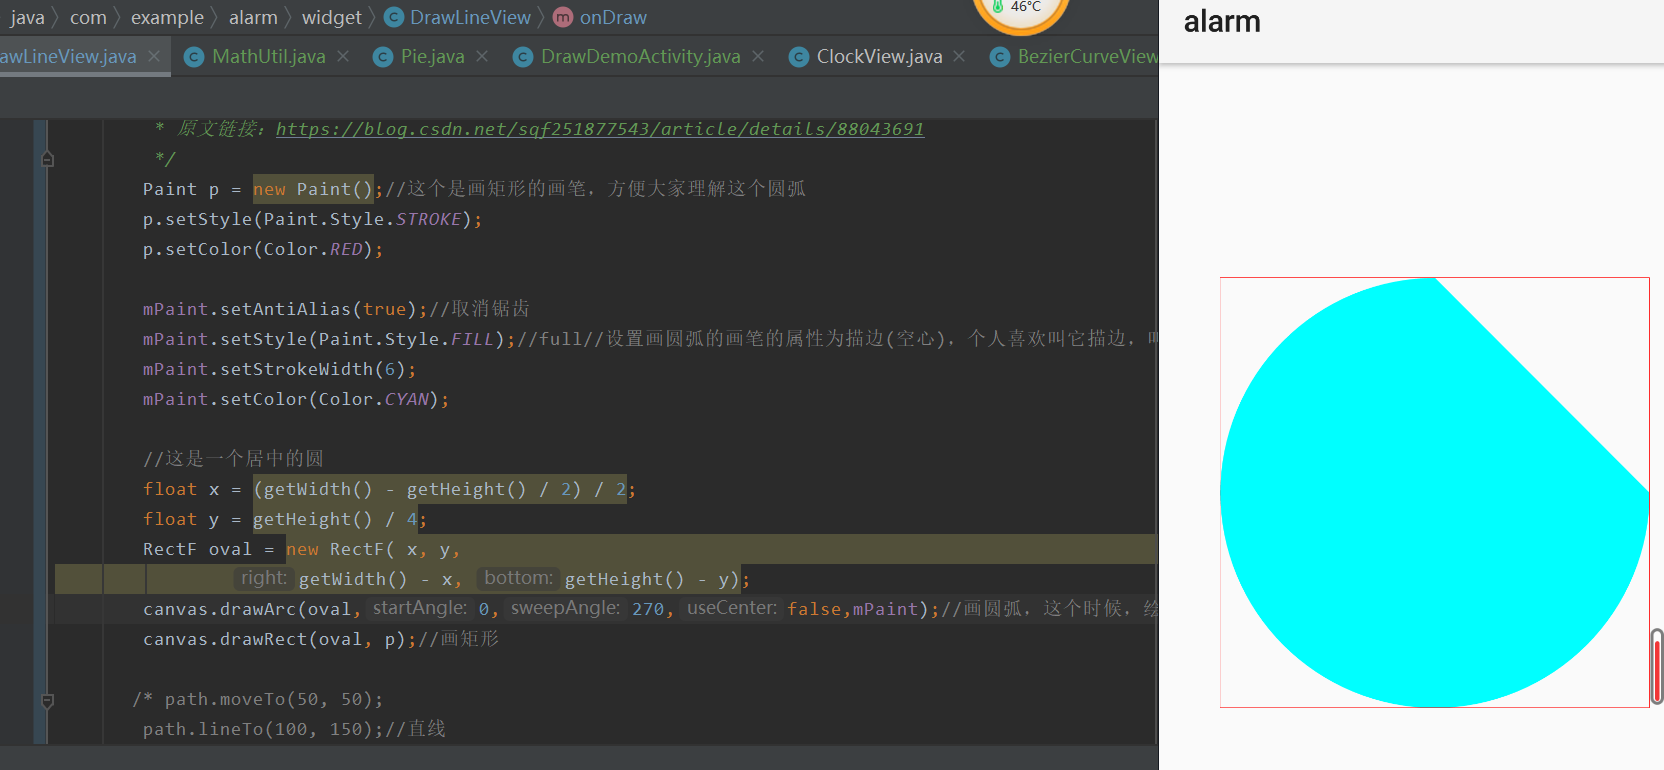 java com example alarm widget DrawLineView onDraw
46°C
alarm
awLineView.java MathUtil.java Pie.java DrawDemoActivity.java ClockView.java BezierCurveView
* 原文链接：https://blog.csdn.net/sqf251877543/article/details/88043691
*/
Paint p = new Paint();//这个是画矩形的画笔，方便大家理解这个圆弧
p.setStyle(Paint.Style.STROKE);
p.setColor(Color.RED);
mPaint.setAntiAlias(true);//取消锯齿
mPaint.setStyle(Paint.Style.FILL);//full//设置画圆弧的画笔的属性为描边(空心)，个人喜欢叫它描边，叫
mPaint.setStrokeWidth(6);
mPaint.setColor(Color.CYAN);
//这是一个居中的圆
float x = (getWidth() - getHeight() / 2) / 2;
float y = getHeight() / 4;
RectF oval = new RectF( x, y,
right: getWidth() - x, bottom: getHeight() - y);
canvas.drawArc(oval, startAngle: 0, sweepAngle: 270, useCenter: false,mPaint);//画圆弧，这个时候，绘
canvas.drawRect(oval, p);//画矩形
/* path.moveTo(50, 50);
path.lineTo(100, 150);//直线